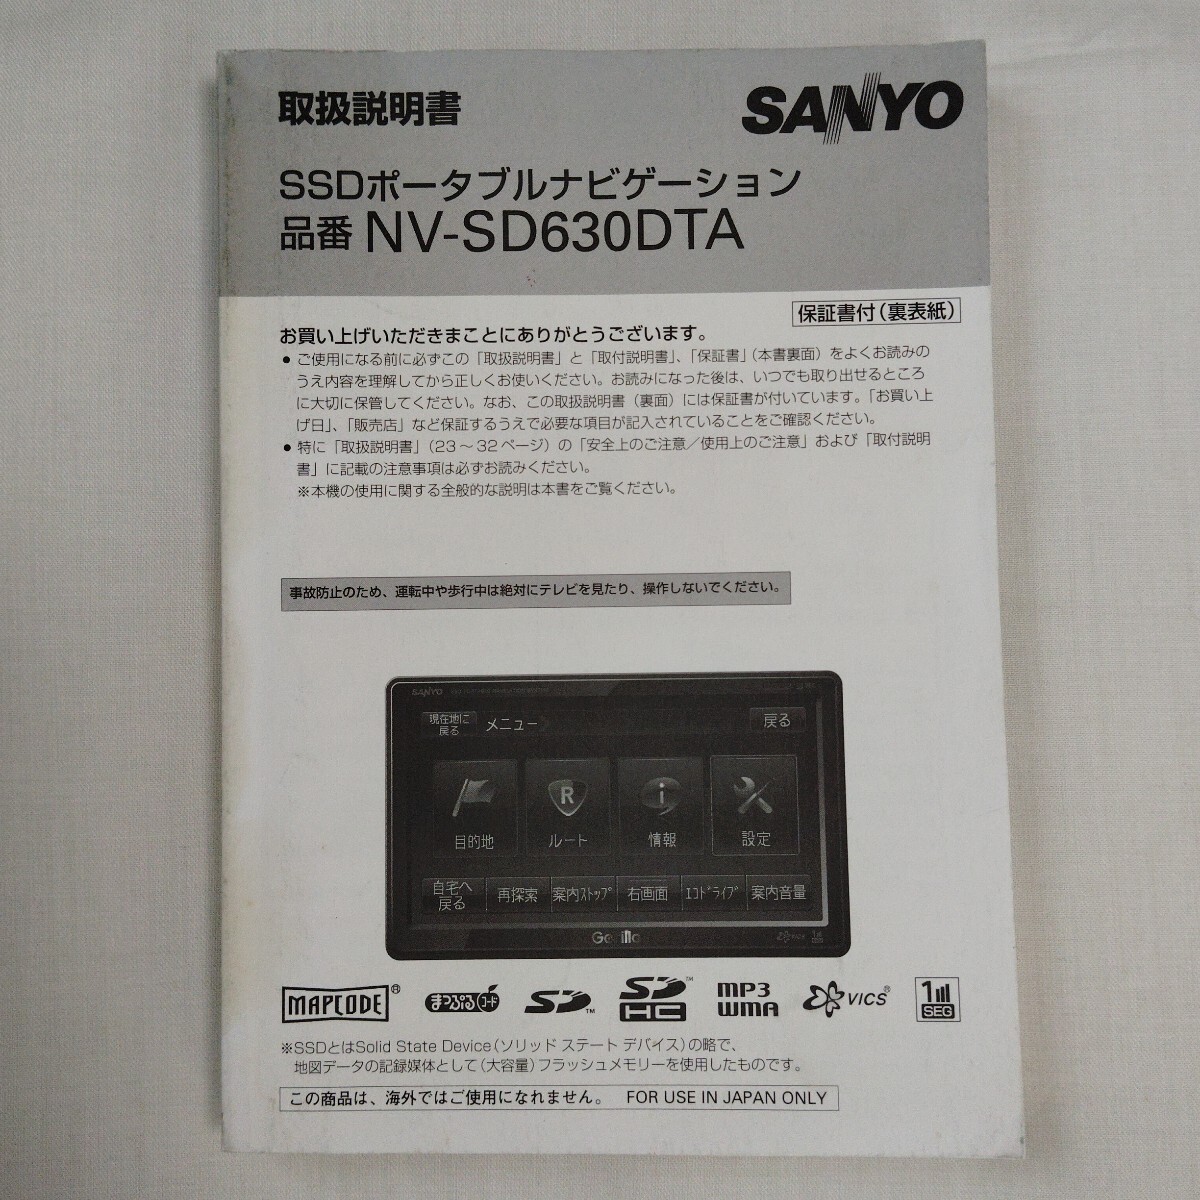 取扱説明書
SANYO
SSDポータブルナビゲーション
品番 NV-SD630DTA
保証書付(裏表紙)
お買い上げいただきまことにありがとうございます。
● ご使用になる前に必ずこの「取扱説明書」と「取付説明書」、「保証書」(本書裏面)をよくお読みの
うえ内容を理解してから正しくお使いください。お読みになった後は、いつでも取り出せるところ
に大切に保管してください。なお、この取扱説明書(裏面)には保証書が付いています。「お買い上
げ日」、「販売店」など保証するうえで必要な項目が記入されていることをご確認ください。
● 特に「取扱説明書」(23～32ページ)の「安全上のご注意／使用上のご注意」および「取付説明
書」に記載の注意事項は必ずお読みください。
※本機の使用に関する全般的な説明は本書をご覧ください。
事故防止のため、運転中や歩行中は絶対にテレビを見たり、操作しないでください。
SANYO
現在地に
戻る
メニュー
戻る
目的地
R
ルート
i
情報
設定
自宅へ
戻る
再探索
案内ｽﾄｯﾌﾟ
右画面
ｴｺﾄﾞﾗｲﾌﾞ
案内音量
Gorilla
MAPCODE®
まっぷるコード
SD™
SD HC™
MP3
WMA
VICS®
1
SEG
※SSDとはSolid State Device(ソリッド ステート デバイス)の略で、
地図データの記録媒体として(大容量)フラッシュメモリーを使用したものです。
この商品は、海外ではご使用になれません。 FOR USE IN JAPAN ONLY